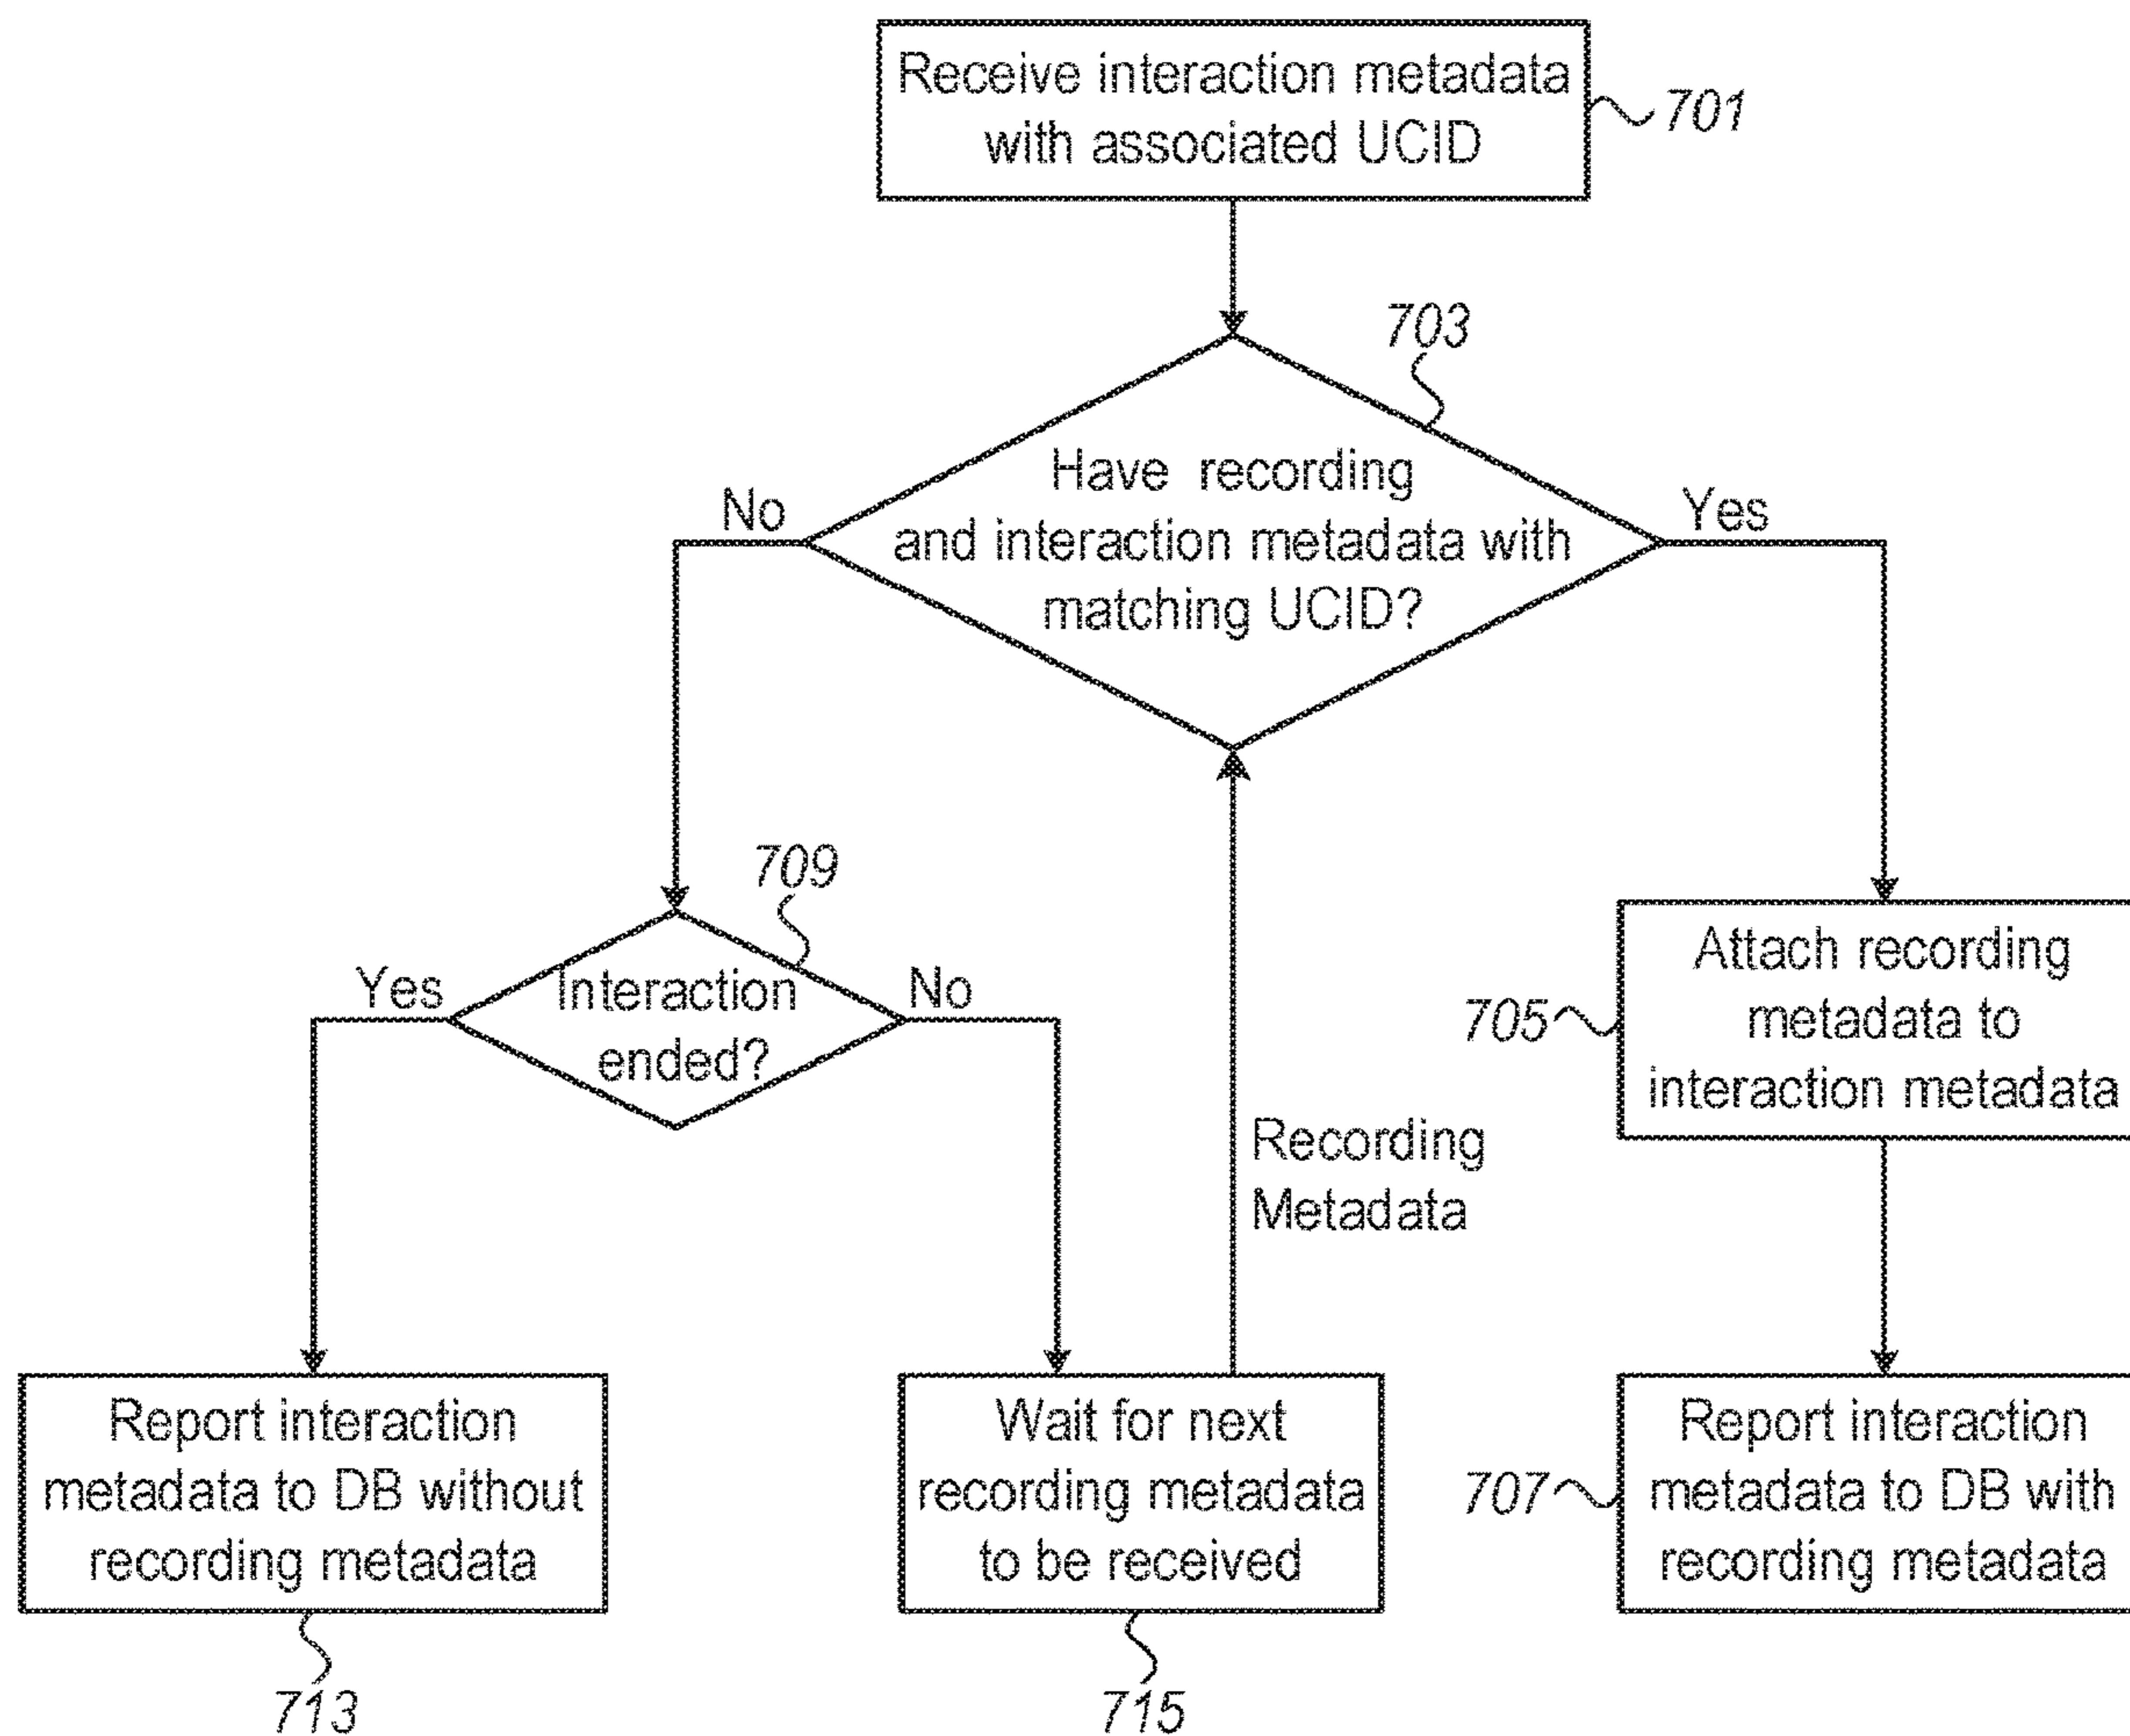 Receive interaction metadata
with associated UCID
701
703
Have recording
and interaction metadata with
matching UCID?
No
Yes
709
Interaction
ended?
Yes
No
Attach recording
metadata to
interaction metadata
705
Recording
Metadata
Report interaction
metadata to DB without
recording metadata
713
Wait for next
recording metadata
to be received
715
Report interaction
metadata to DB with
recording metadata
707